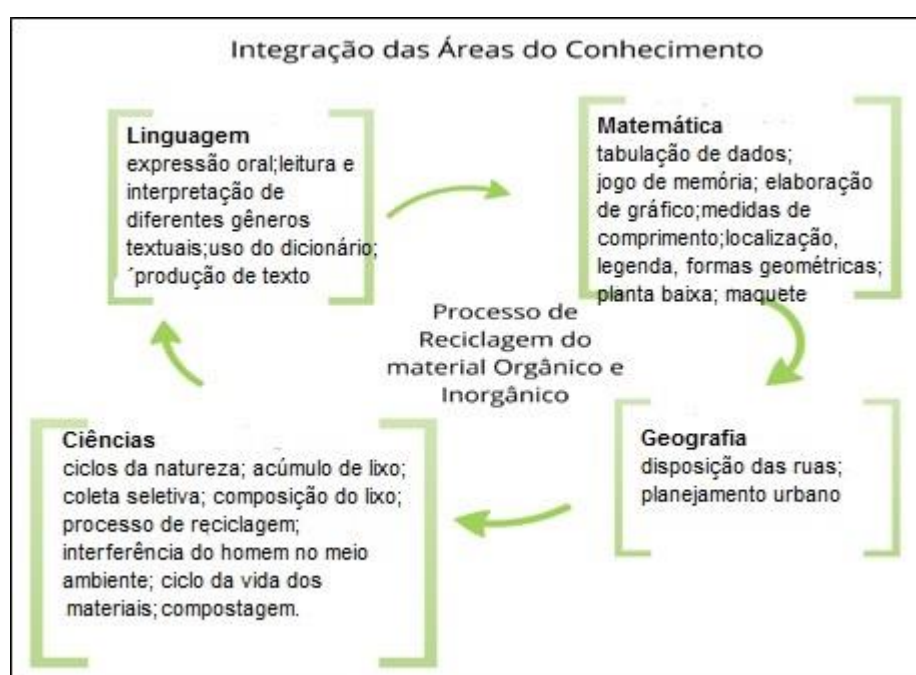 Integração das Áreas do Conhecimento
Linguagem
expressão oral;leitura e
interpretação de
diferentes gêneros
textuais;uso do dicionário;
´produção de texto
Matemática
tabulação de dados;
jogo de memória; elaboração
de gráfico;medidas de
comprimento;localização,
legenda, formas geométricas;
planta baixa; maquete
Processo de
Reciclagem do
material Orgânico e
Inorgânico
Ciências
ciclos da natureza; acúmulo de lixo;
coleta seletiva; composição do lixo;
processo de reciclagem;
interferência do homem no meio
ambiente; ciclo da vida dos
materiais; compostagem.
Geografia
disposição das ruas;
planejamento urbano